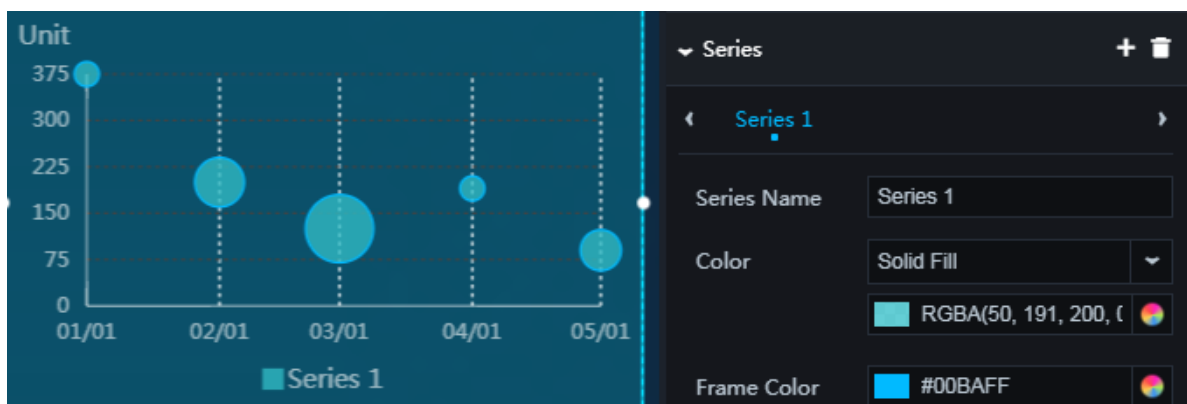 Unit
375
300
225
150
75
0
01/01 02/01 03/01 04/01 05/01
Series 1
Series
Series 1
Series Name Series 1
Color Solid Fill
RGBA(50, 191, 200, 
Frame Color #00BAFF